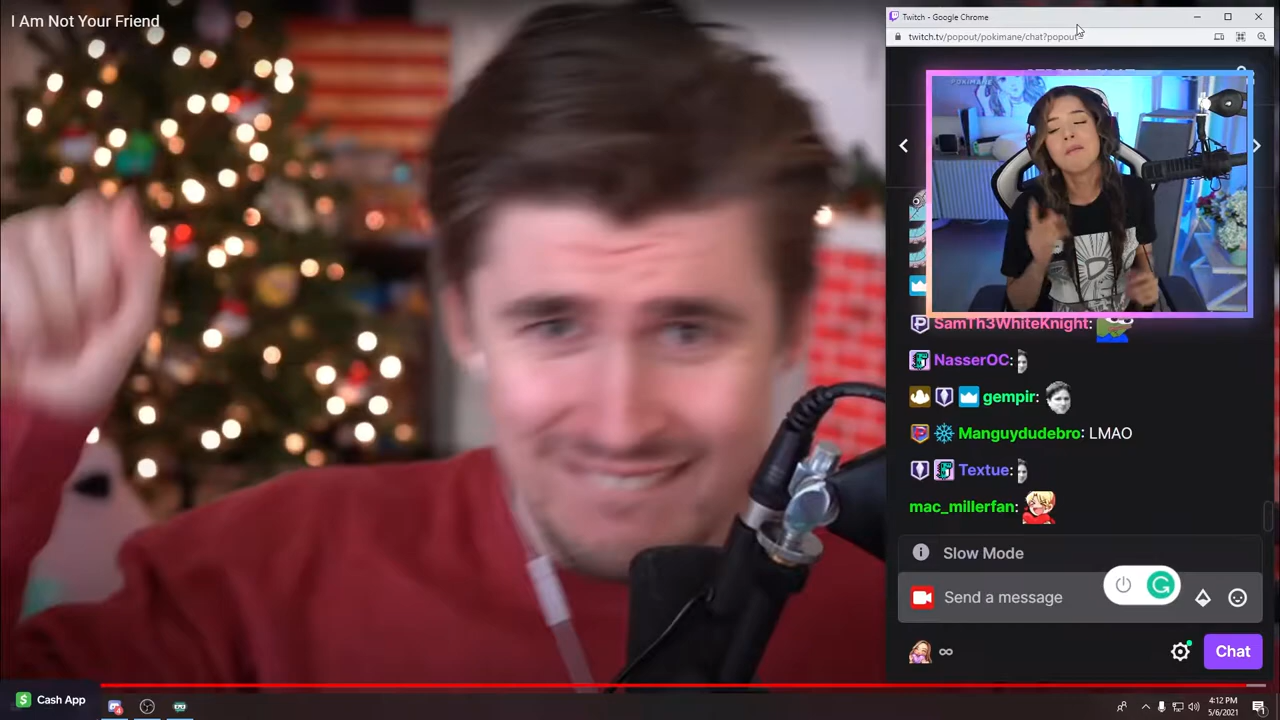 I Am Not Your Friend
Twitch - Google Chrome
twitch.tv/popout/pokimane/chat?popout=
POKIMANE
SamTh3WhiteKnight:
NasserOC:
gempir:
Manguydudebro: LMAO
Textue:
mac_millerfan:
Slow Mode
Send a message
Chat
Cash App
4:12 PM
5/6/2021